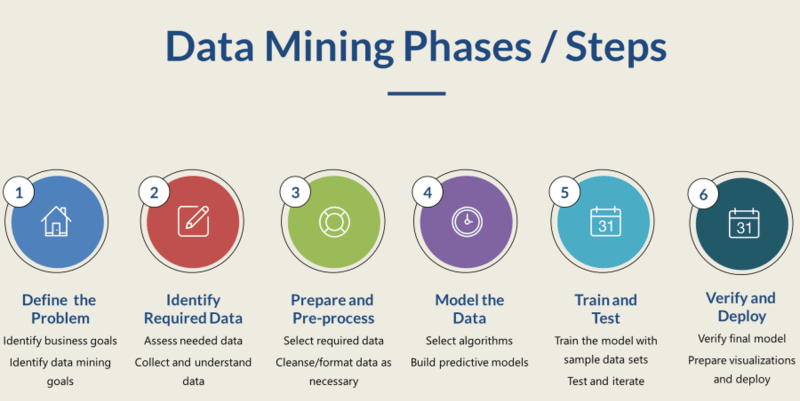 Data Mining Phases / Steps
1
Define the
Problem
Identify business goals
Identify data mining
goals
2
Identify
Required Data
Assess needed data
Collect and understand
data
3
Prepare and
Pre-process
Select required data
Cleanse/format data as
necessary
4
Model the
Data
Select algorithms
Build predictive models
5
31
Train and
Test
Train the model with
sample data sets
Test and iterate
6
31
Verify and
Deploy
Verify final model
Prepare visualizations
and deploy